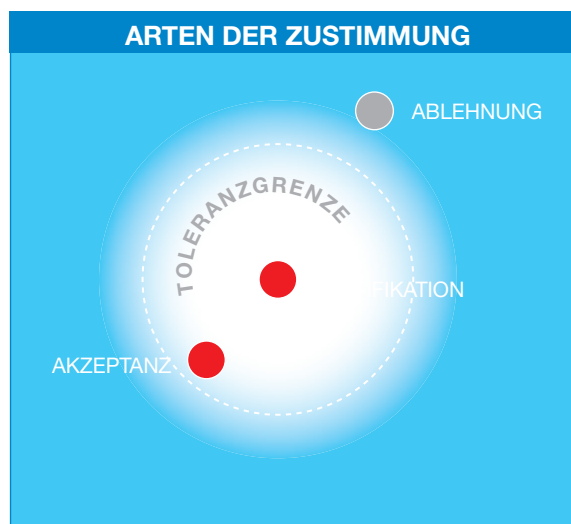 ARTEN DER ZUSTIMMUNG
ABLEHNUNG
TOLERANZGRENZE
FIKATION
AKZEPTANZ